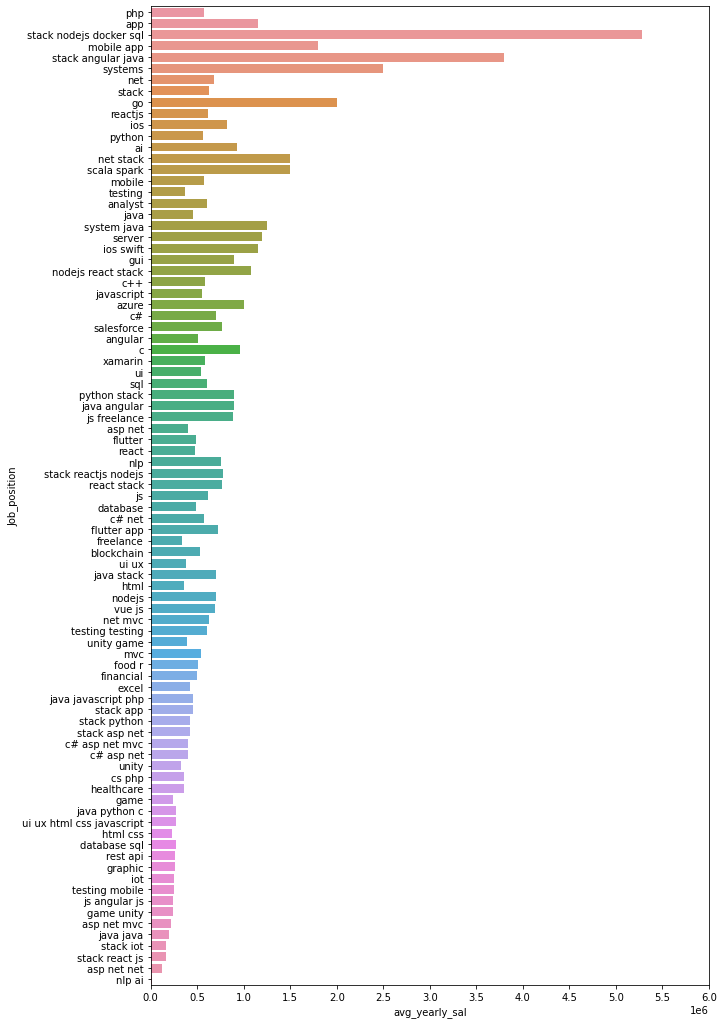 php
app
stack nodejs docker sql
mobile app
stack angular java
systems
net
stack
go
reactjs
ios
python
ai
net stack
scala spark
mobile
testing
analyst
java
system java
server
ios swift
gui
nodejs react stack
c++
javascript
azure
c#
salesforce
angular
c
xamarin
ui
sql
python stack
java angular
js freelance
asp net
flutter
react
nlp
stack reactjs nodejs
react stack
js
database
c# net
flutter app
freelance
blockchain
ui ux
java stack
html
nodejs
vue js
net mvc
testing testing
unity game
mvc
food r
financial
excel
java javascript php
stack app
stack python
stack asp net
c# asp net mvc
c# asp net
unity
cs php
healthcare
game
java python c
ui ux html css javascript
html css
database sql
rest api
graphic
iot
testing mobile
js angular js
game unity
asp net mvc
java java
stack iot
stack react js
asp net net
nlp ai
Job_position
0.0 0.5 1.0 1.5 2.0 2.5 3.0 3.5 4.0 4.5 5.0 5.5 6.0
1e6
avg_yearly_sal